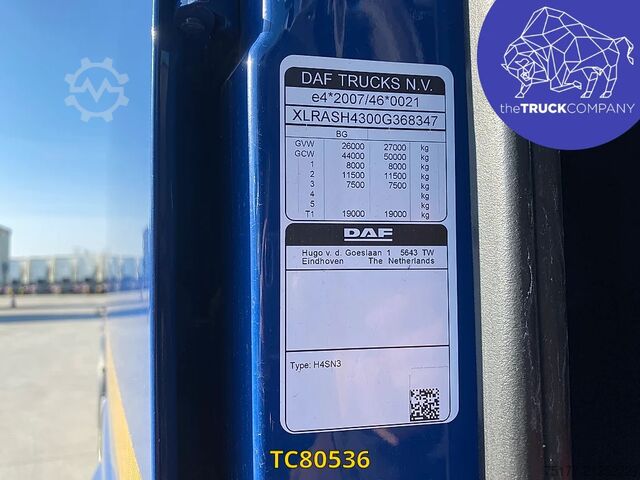 DAF TRUCKS N.V.
e4*2007/46*0021
XLRASH4300G368347
BG
GVW 26000 27000 kg
GCW 44000 50000 kg
1 8000 8000 kg
2 11500 11500 kg
3 7500 7500 kg
4 kg
5 kg
T1 19000 19000 kg
DAF
Hugo v. d. Goeslaan 1 5643 TW
Eindhoven The Netherlands
Type: H4SN3
theTRUCKCOMPANY
TC80536